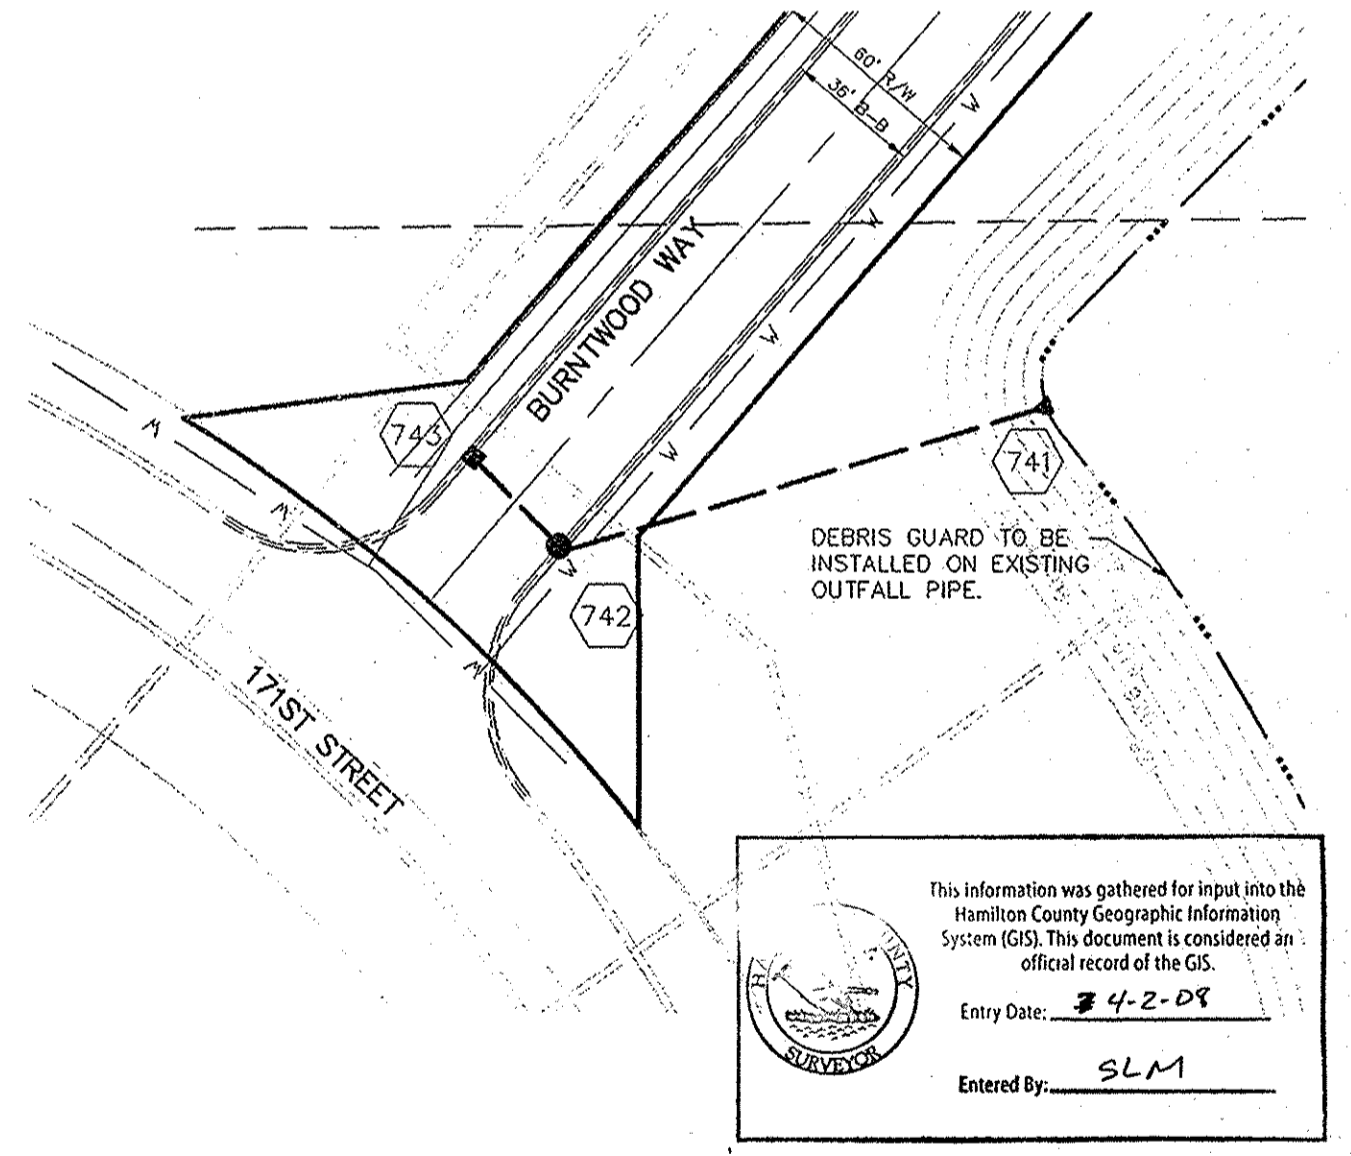 60' R/W
36' B-B
W
W
W
W
W
W
W
W
W
BURNTWOOD WAY
743
741
DEBRIS GUARD TO BE
INSTALLED ON EXISTING
OUTFALL PIPE.
742
171ST STREET
This information was gathered for input into the
Hamilton County Geographic Information
System (GIS). This document is considered an
official record of the GIS.
Entry Date: 4-2-08
Entered By: SLM
SURVEYOR